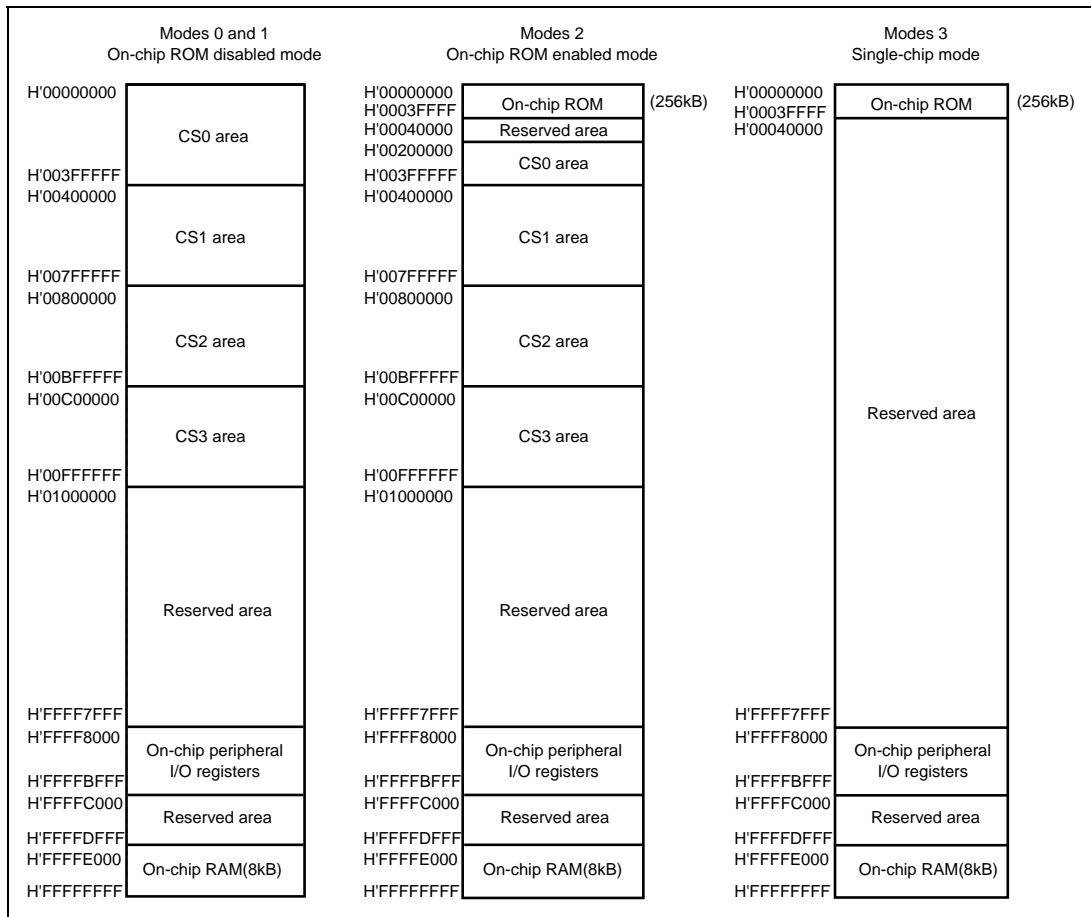 Modes 0 and 1
On-chip ROM disabled mode
H'00000000
CS0 area
H'003FFFFF
H'00400000
CS1 area
H'007FFFFF
H'00800000
CS2 area
H'00BFFFFF
H'00C00000
CS3 area
H'00FFFFFF
H'01000000
Reserved area
H'FFFF7FFF
H'FFFF8000
On-chip peripheral
I/O registers
H'FFFFBFFF
H'FFFFC000
Reserved area
H'FFFFDFFF
H'FFFFE000
On-chip RAM(8kB)
H'FFFFFFFF
Modes 2
On-chip ROM enabled mode
H'00000000
On-chip ROM
(256kB)
H'0003FFFF
H'00040000
Reserved area
H'00200000
CS0 area
H'003FFFFF
H'00400000
CS1 area
H'007FFFFF
H'00800000
CS2 area
H'00BFFFFF
H'00C00000
CS3 area
H'00FFFFFF
H'01000000
Reserved area
H'FFFF7FFF
H'FFFF8000
On-chip peripheral
I/O registers
H'FFFFBFFF
H'FFFFC000
Reserved area
H'FFFFDFFF
H'FFFFE000
On-chip RAM(8kB)
H'FFFFFFFF
Modes 3
Single-chip mode
H'00000000
On-chip ROM
(256kB)
H'0003FFFF
H'00040000
Reserved area
H'FFFF7FFF
H'FFFF8000
On-chip peripheral
I/O registers
H'FFFFBFFF
H'FFFFC000
Reserved area
H'FFFFDFFF
H'FFFFE000
On-chip RAM(8kB)
H'FFFFFFFF